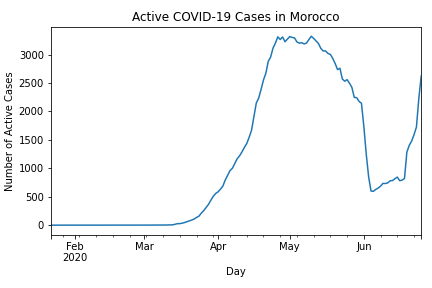 Active COVID-19 Cases in Morocco
Number of Active Cases
3000
2500
2000
1500
1000
500
0
Feb Mar Apr May Jun
2020
Day